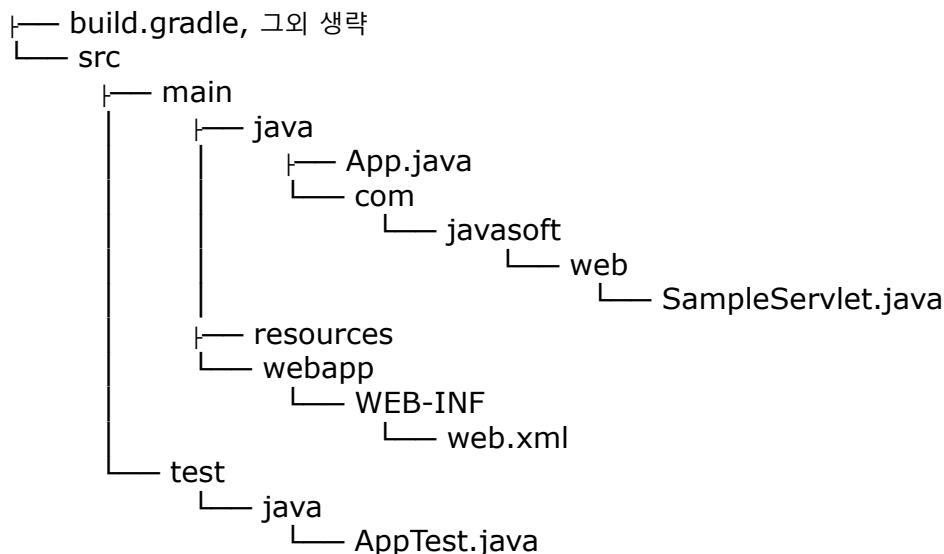 ├── build.gradle, 그외 생략
└── src
├── main
├── java
├── App.java
└── com
└── javasoft
└── web
└── SampleServlet.java
├── resources
└── webapp
└── WEB-INF
└── web.xml
└── test
└── java
└── AppTest.java